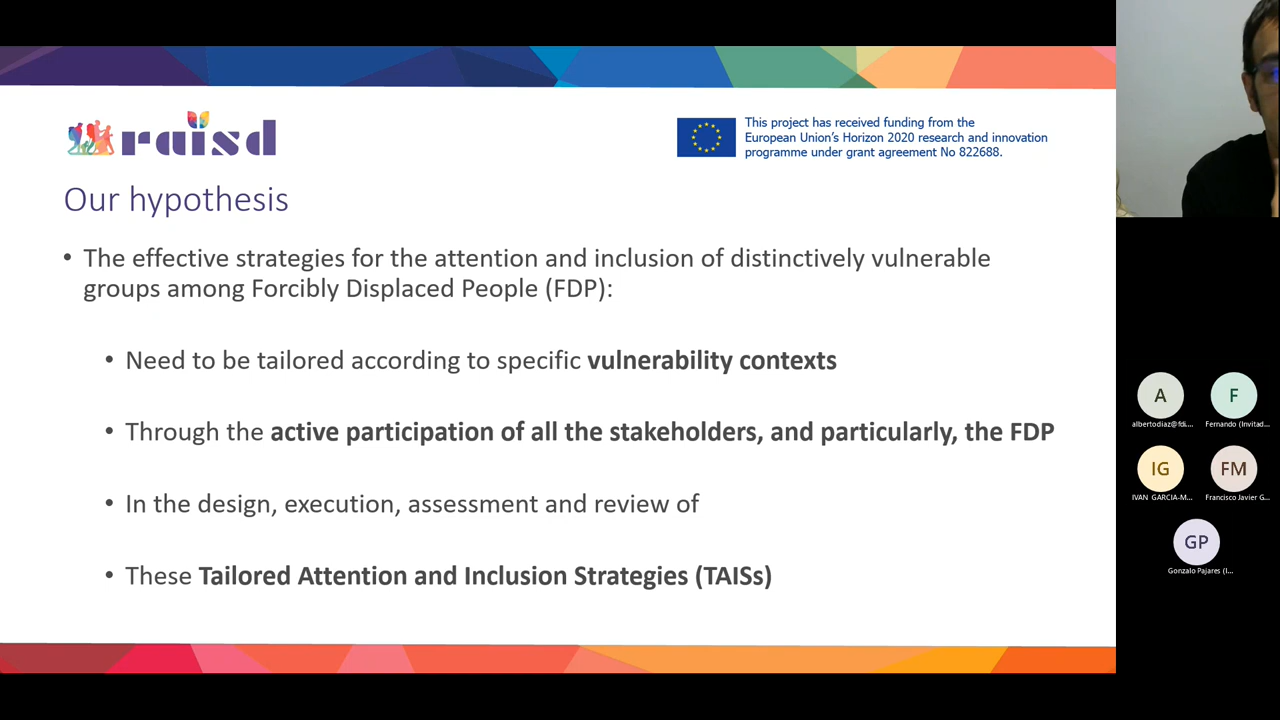 raisd
This project has received funding from the
European Union's Horizon 2020 research and innovation
programme under grant agreement No 822688.
Our hypothesis
• The effective strategies for the attention and inclusion of distinctively vulnerable
groups among Forcibly Displaced People (FDP):
• Need to be tailored according to specific vulnerability contexts
• Through the active participation of all the stakeholders, and particularly, the FDP
• In the design, execution, assessment and review of
• These Tailored Attention and Inclusion Strategies (TAISs)
A
albertodiaz@fdi....
F
Fernando (Invitad...
IG
IVAN GARCIA-M...
FM
Francisco Javier G...
GP
Gonzalo Pajares (I...